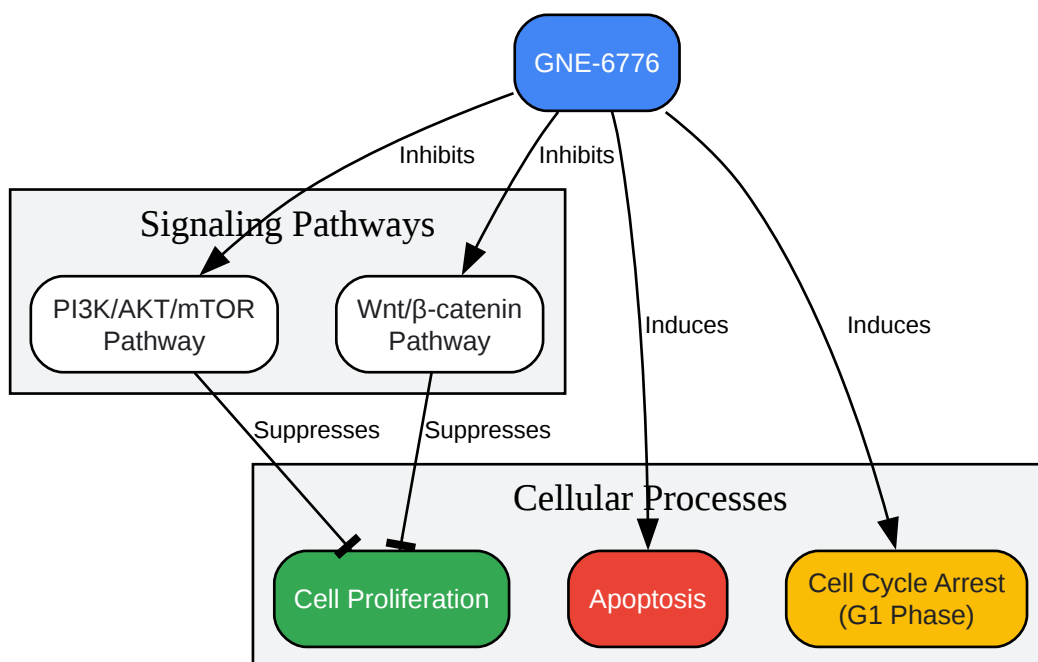 GNE-6776
Inhibits
Inhibits
Signaling Pathways
PI3K/AKT/mTOR
Pathway
Wnt/β-catenin
Pathway
Induces
Induces
Suppresses
Suppresses
Cellular Processes
Cell Proliferation
Apoptosis
Cell Cycle Arrest
(G1 Phase)